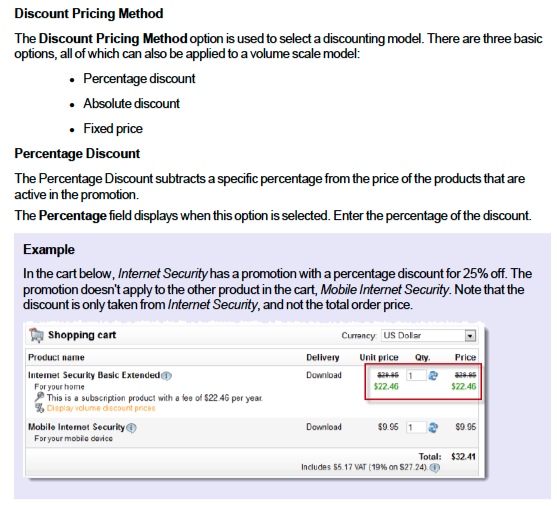 Discount Pricing Method
The Discount Pricing Method option is used to select a discounting model. There are three basic
options, all of which can also be applied to a volume scale model:
• Percentage discount
• Absolute discount
• Fixed price
Percentage Discount
The Percentage Discount subtracts a specific percentage from the price of the products that are
active in the promotion.
The Percentage field displays when this option is selected. Enter the percentage of the discount.
Example
In the cart below, Internet Security has a promotion with a percentage discount for 25% off. The
promotion doesn't apply to the other product in the cart, Mobile Internet Security. Note that the
discount is only taken from Internet Security, and not the total order price.
Shopping cart Currency: US Dollar
Product name Delivery Unit price Qty. Price
Internet Security Basic Extended Download $29.95 1 $29.95
For your home $22.46 $22.46
This is a subscription product with a fee of $22.46 per year.
Display volume discount prices
Mobile Internet Security Download $9.95 1 $9.95
For your mobile device
Total: $32.41
Includes $5.17 VAT (19% on $27.24).